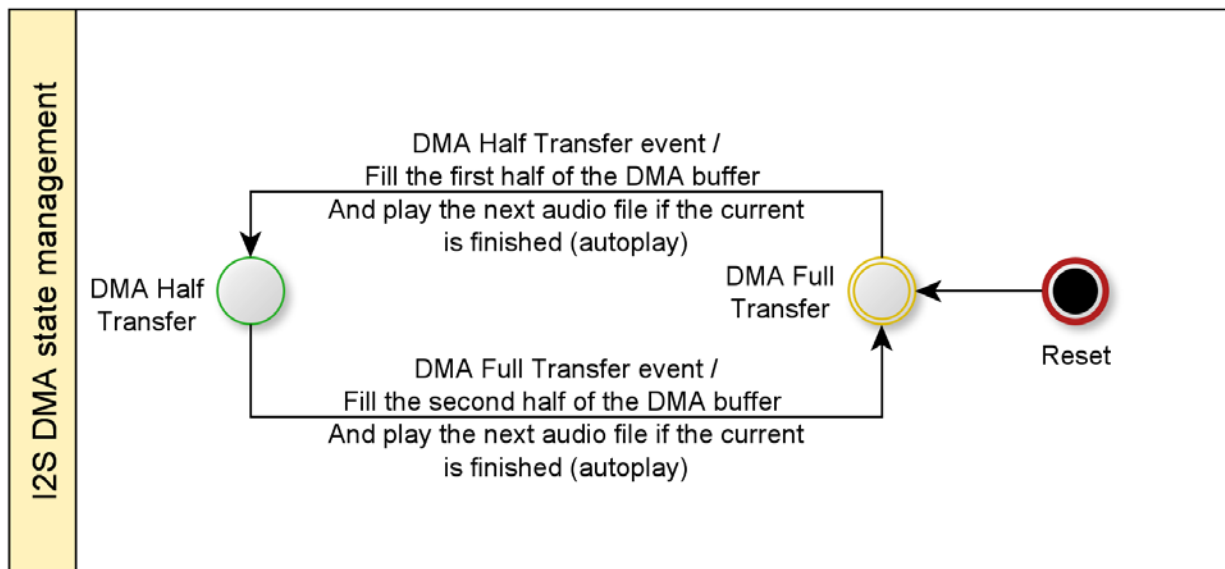 I2S DMA state management
DMA Half Transfer event /
Fill the first half of the DMA buffer
And play the next audio file if the current
is finished (autoplay)
DMA Half
Transfer
DMA Full
Transfer
Reset
DMA Full Transfer event /
Fill the second half of the DMA buffer
And play the next audio file if the current
is finished (autoplay)